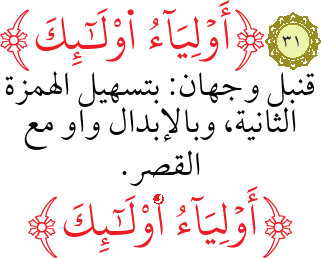 ﴿أَوۡلِيَآءُ أُوْلَـٰٓئِكَ﴾ ٣١
قنبل وجهان: بتسهيل الهمزة
الثانية، وبالإبدال واو مع
القصر.
﴿أَوۡلِيَآءُ أُوْلَـٰٓئِكَ﴾